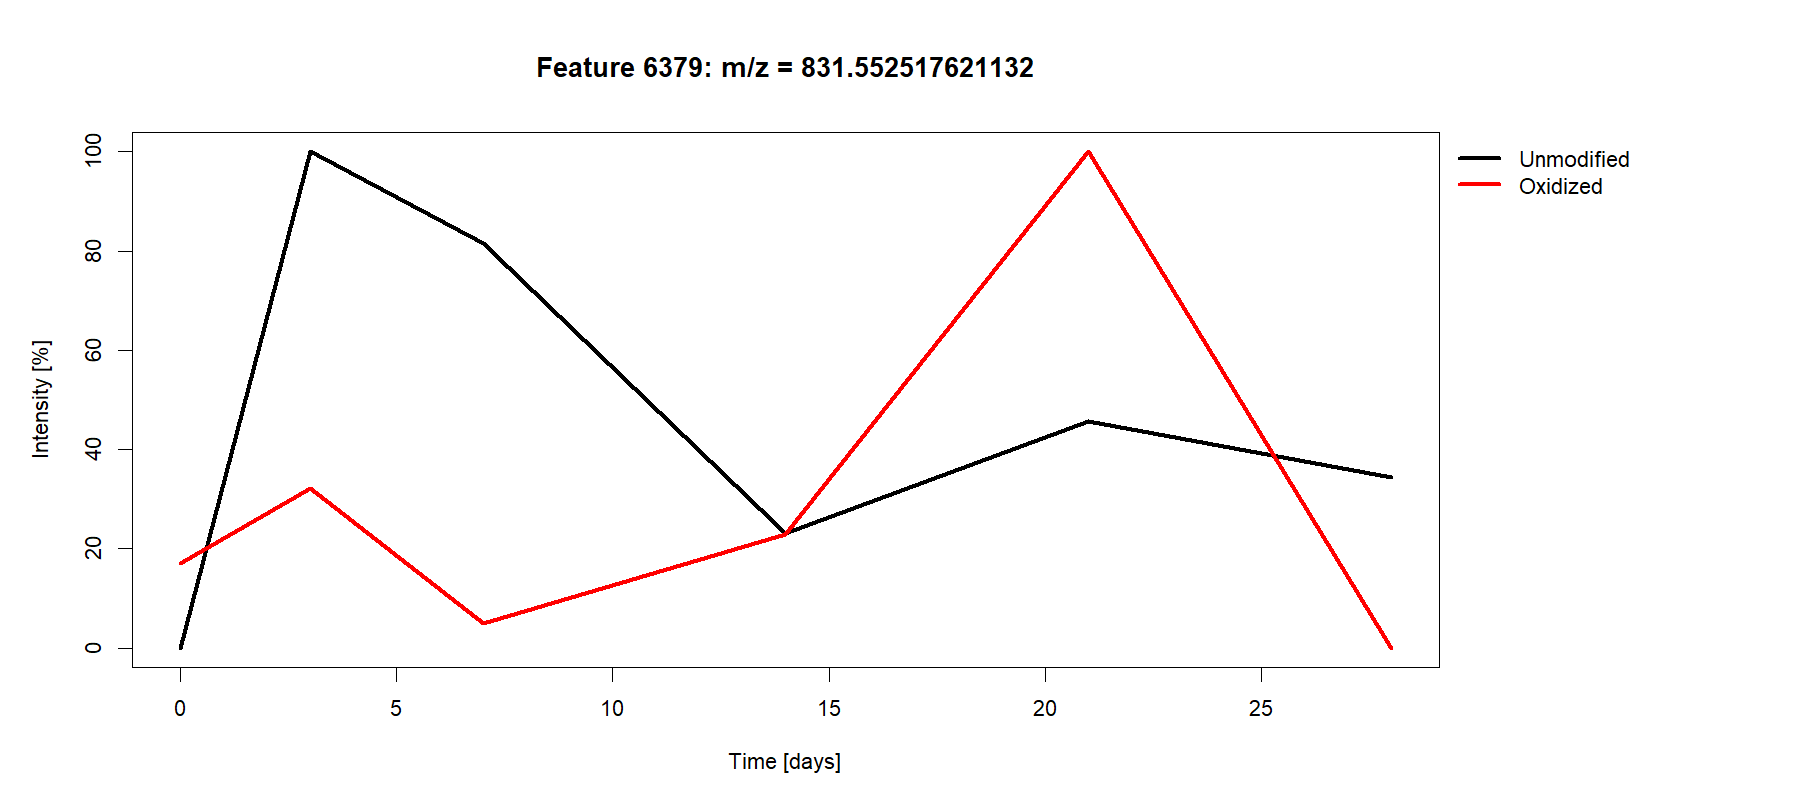 Feature 6379: m/z = 831.552517621132
Unmodified
Oxidized
Intensity [%]
100
80
60
40
20
0
0 5 10 15 20 25
Time [days]